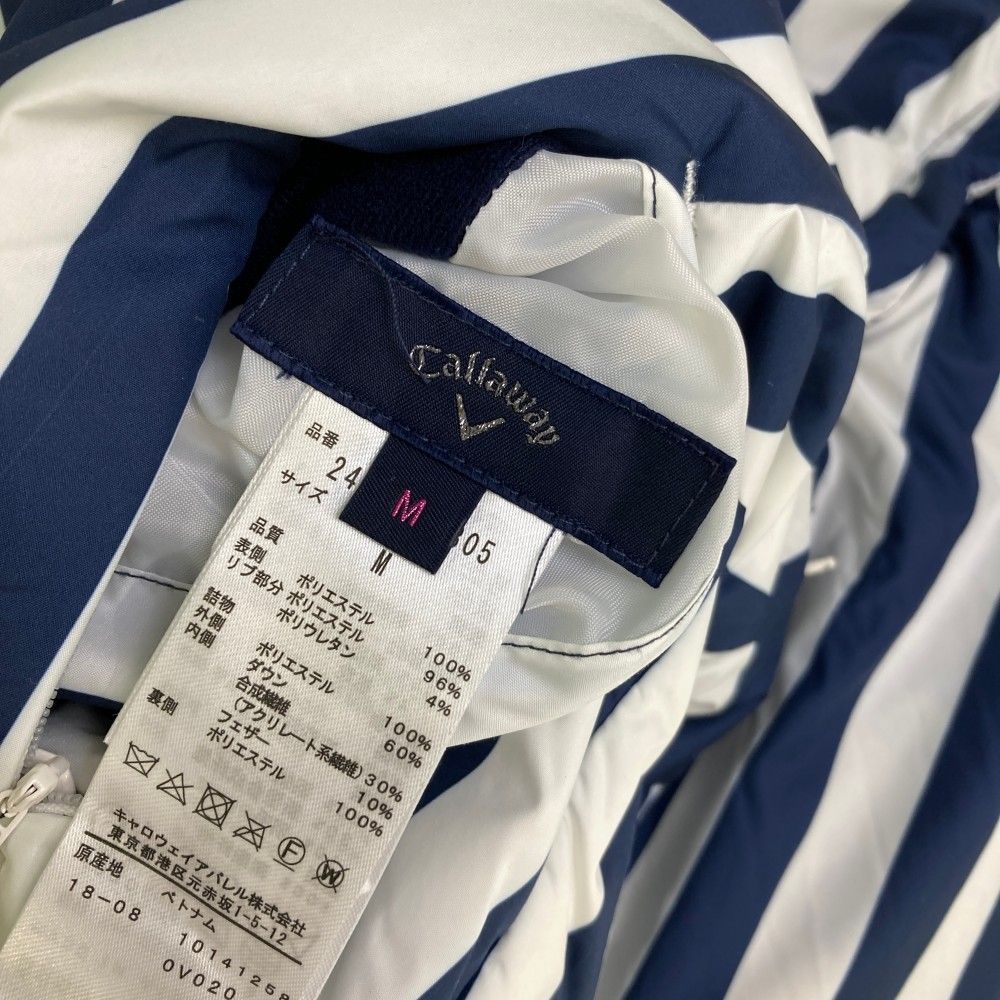 Callaway
M
品番
24 305
サイズ
M
品質
表側 ポリエステル 100%
リブ部分 ポリエステル 96%
ポリウレタン 4%
詰物
外側 ポリエステル 100%
内側 ダウン 60%
合成繊維
(アクリレート系繊維) 30%
フェザー 10%
裏側 ポリエステル 100%
F
W
キャロウェイアパレル株式会社
東京都港区元赤坂1-5-12
原産地 ベトナム
18-08 10141258
0V020